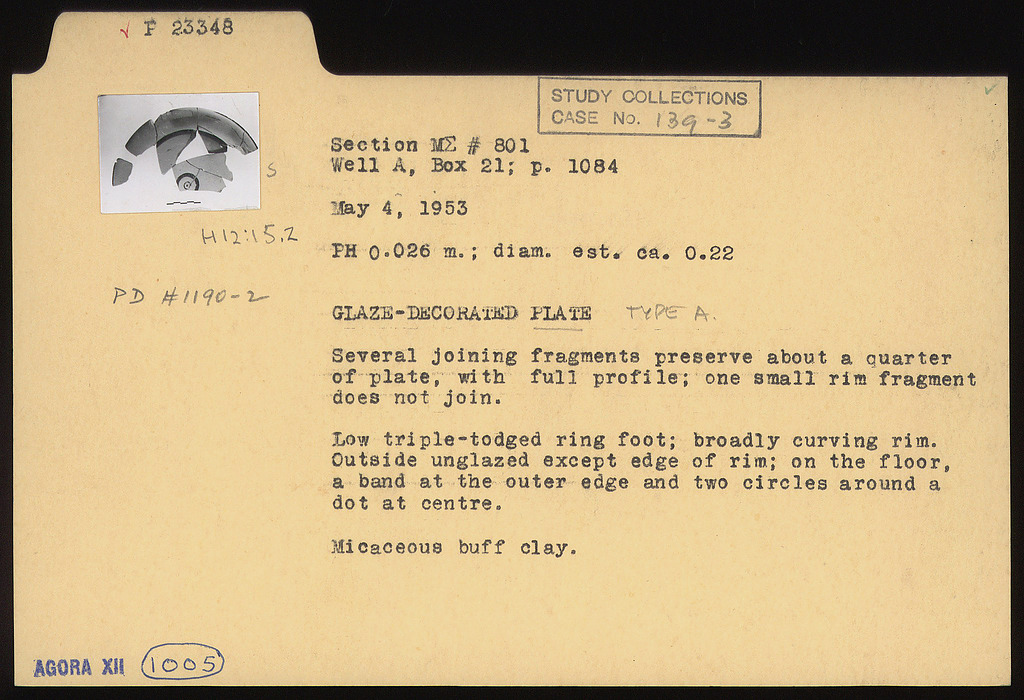 √ P 23348
STUDY COLLECTIONS
CASE No. 139-3
Section ΜΣ # 801
Well A, Box 21; p. 1084
S
May 4, 1953
H12:15.2
PH 0.026 m.; diam. est. ca. 0.22
PD #1190-2
GLAZE-DECORATED PLATE TYPE A.
Several joining fragments preserve about a quarter
of plate, with full profile; one small rim fragment
does not join.
Low triple-todged ring foot; broadly curving rim.
Outside unglazed except edge of rim; on the floor,
a band at the outer edge and two circles around a
dot at centre.
Micaceous buff clay.
AGORA XII 1005